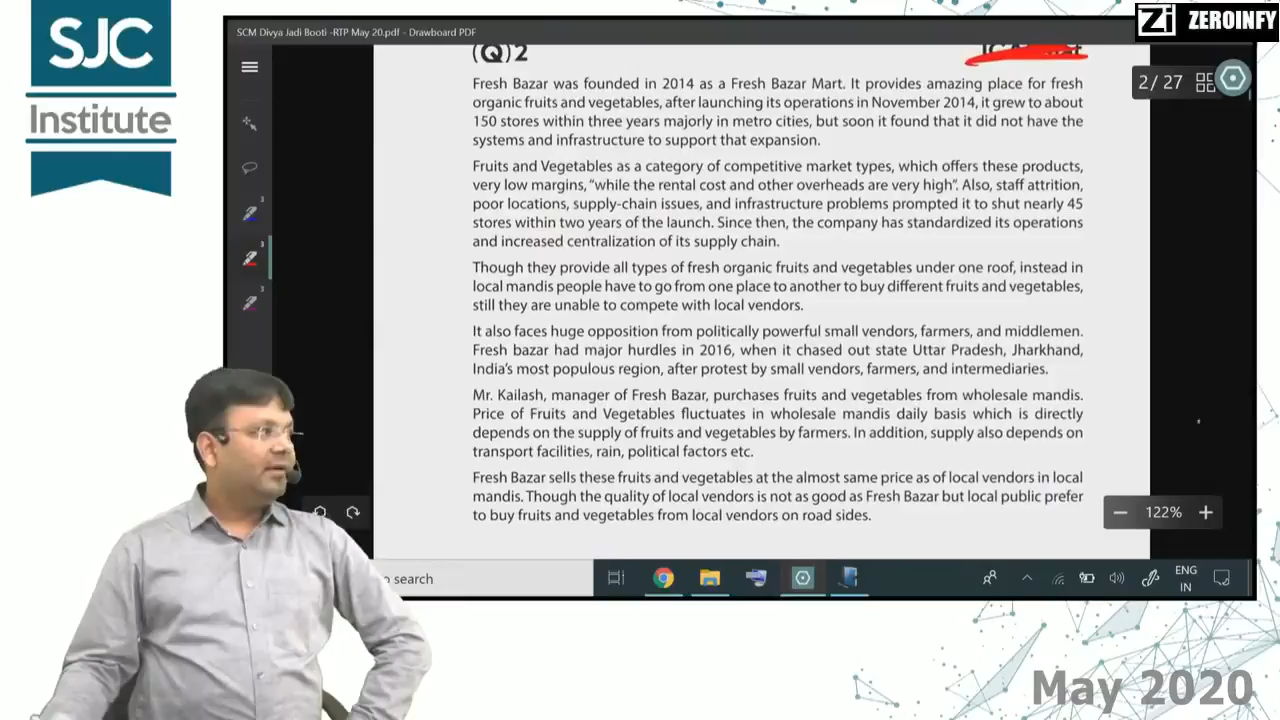 SJC
Institute
Zi ZEROINFY
SCM Divya Jadi Booti -RTP May 20.pdf - Drawboard PDF
(Q) 2
2 / 27
Fresh Bazar was founded in 2014 as a Fresh Bazar Mart. It provides amazing place for fresh
organic fruits and vegetables, after launching its operations in November 2014, it grew to about
150 stores within three years majorly in metro cities, but soon it found that it did not have the
systems and infrastructure to support that expansion.
Fruits and Vegetables as a category of competitive market types, which offers these products,
very low margins, “while the rental cost and other overheads are very high”. Also, staff attrition,
poor locations, supply-chain issues, and infrastructure problems prompted it to shut nearly 45
stores within two years of the launch. Since then, the company has standardized its operations
and increased centralization of its supply chain.
Though they provide all types of fresh organic fruits and vegetables under one roof, instead in
local mandis people have to go from one place to another to buy different fruits and vegetables,
still they are unable to compete with local vendors.
It also faces huge opposition from politically powerful small vendors, farmers, and middlemen.
Fresh bazar had major hurdles in 2016, when it chased out state Uttar Pradesh, Jharkhand,
India's most populous region, after protest by small vendors, farmers, and intermediaries.
Mr. Kailash, manager of Fresh Bazar, purchases fruits and vegetables from wholesale mandis.
Price of Fruits and Vegetables fluctuates in wholesale mandis daily basis which is directly
depends on the supply of fruits and vegetables by farmers. In addition, supply also depends on
transport facilities, rain, political factors etc.
Fresh Bazar sells these fruits and vegetables at the almost same price as of local vendors in local
mandis. Though the quality of local vendors is not as good as Fresh Bazar but local public prefer
to buy fruits and vegetables from local vendors on road sides.
3
3
3
122%
o search
ENG
IN
May 2020